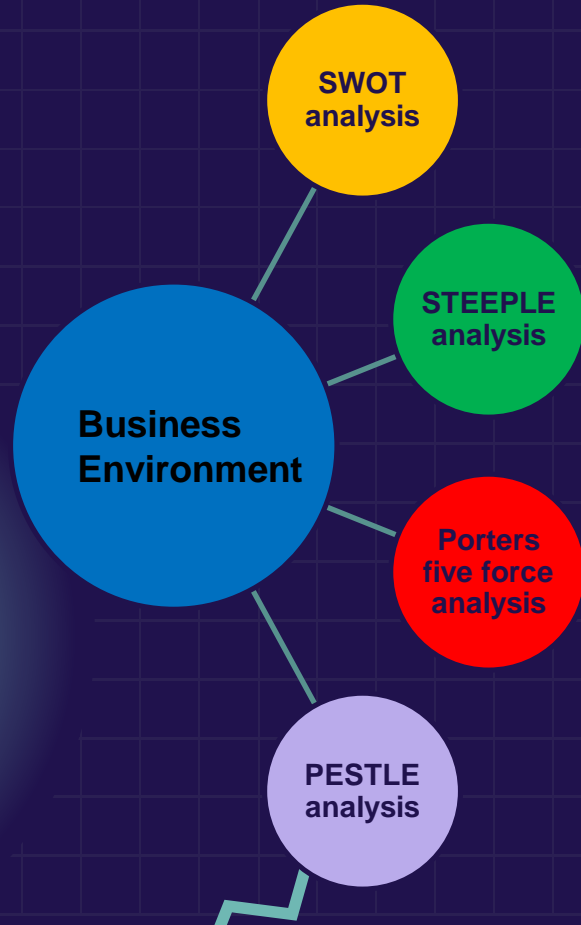 SWOT
analysis
STEEPLE
analysis
Business
Environment
Porters
five force
analysis
PESTLE
analysis